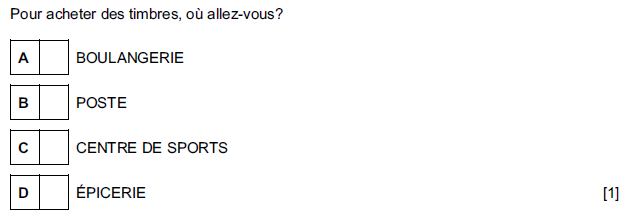 Pour acheter des timbres, où allez-vous?
A BOULANGERIE
B POSTE
C CENTRE DE SPORTS
D ÉPICERIE [1]